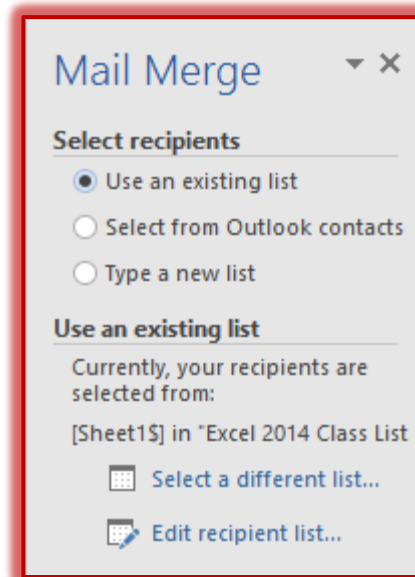 Mail Merge
Select recipients
Use an existing list
Select from Outlook contacts
Type a new list
Use an existing list
Currently, your recipients are
selected from:
[Sheet1$] in "Excel 2014 Class List
Select a different list...
Edit recipient list...